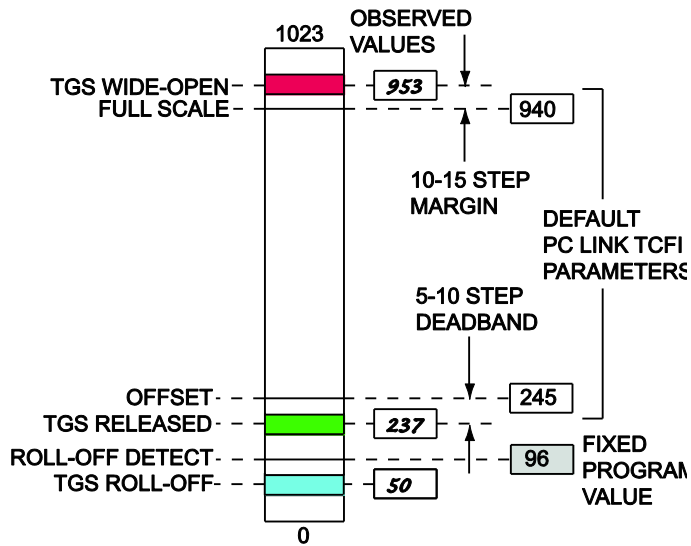 1023
OBSERVED
VALUES
TGS WIDE-OPEN
953
FULL SCALE
940
10-15 STEP
MARGIN
DEFAULT
PC LINK TCFI
PARAMETERS
5-10 STEP
DEADBAND
OFFSET
245
TGS RELEASED
237
ROLL-OFF DETECT
96
FIXED
PROGRAM
VALUE
TGS ROLL-OFF
50
0